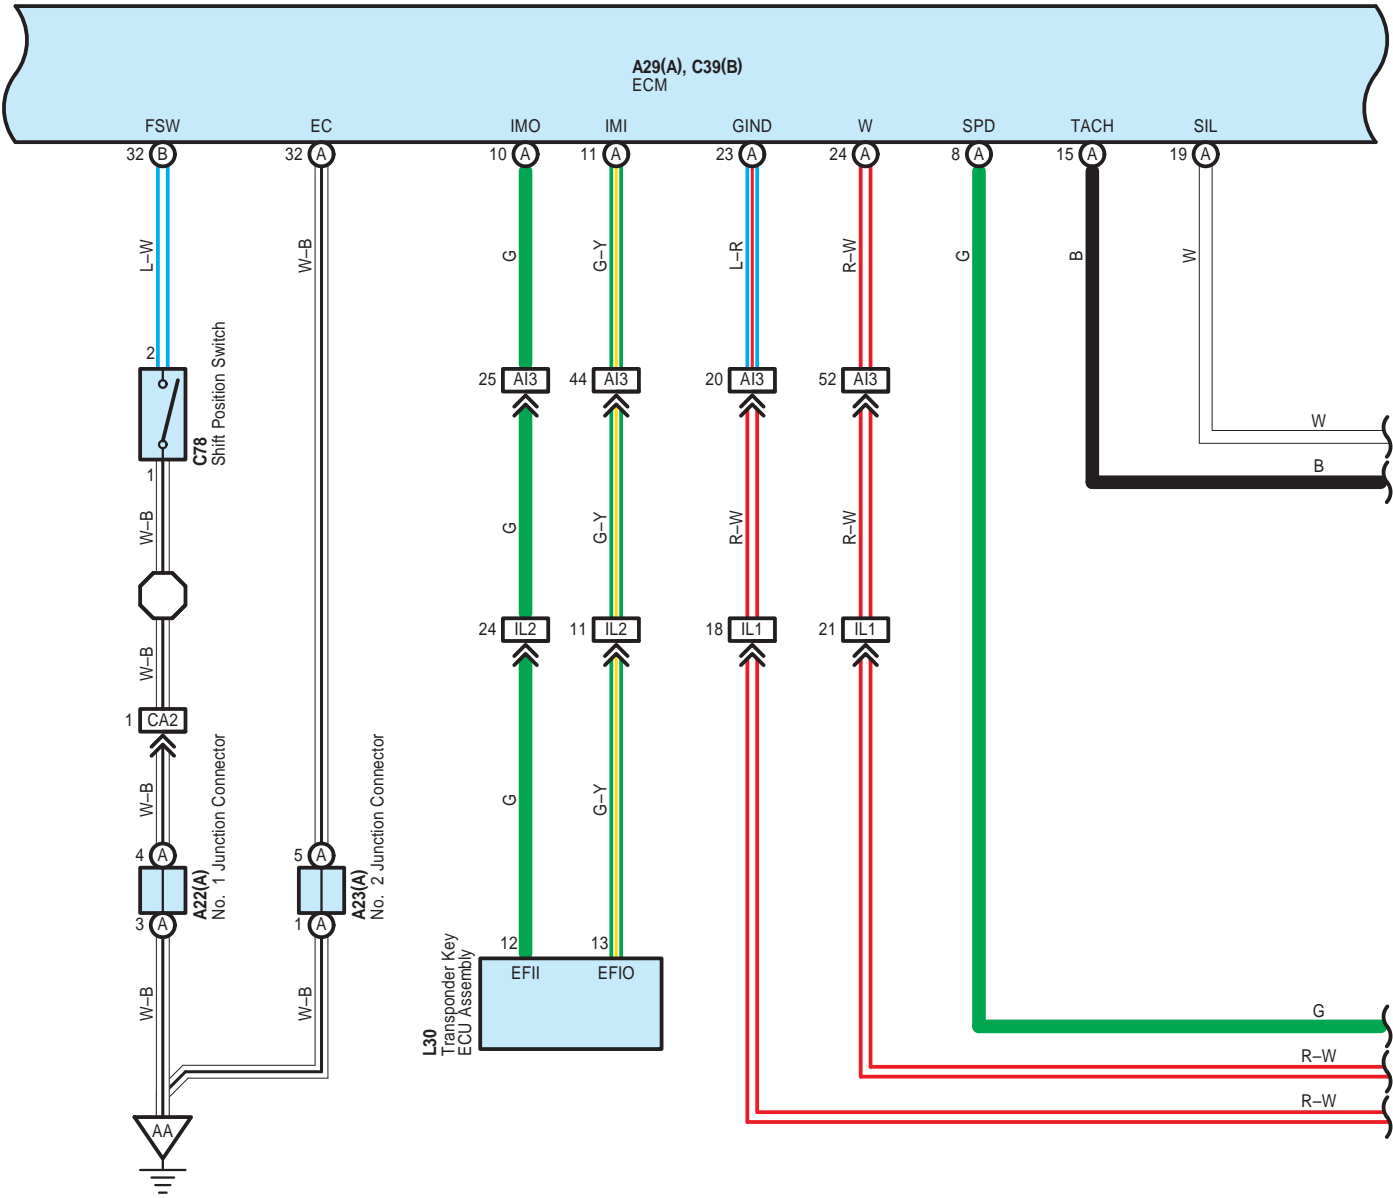 A29(A), C39(B)
ECM
FSW EC IMO IMI GIND W SPD TACH SIL
32 B 32 A 10 A 11 A 23 A 24 A 8 A 15 A 19 A
L–W W–B G G–Y L–R R–W G B W
2
C78
Shift Position Switch
1
25 AI3 44 AI3 20 AI3 52 AI3
W
B
W–B G G–Y R–W R–W
24 IL2 11 IL2 18 IL1 21 IL1
W–B
1 CA2
W–B G G–Y
4 A 5 A
A22(A)
No. 1 Junction Connector
A23(A)
No. 2 Junction Connector
3 A 1 A
12 13
EFII EFIO
L30
Transponder Key
ECU Assembly
W–B W–B
G
R–W
R–W
AA